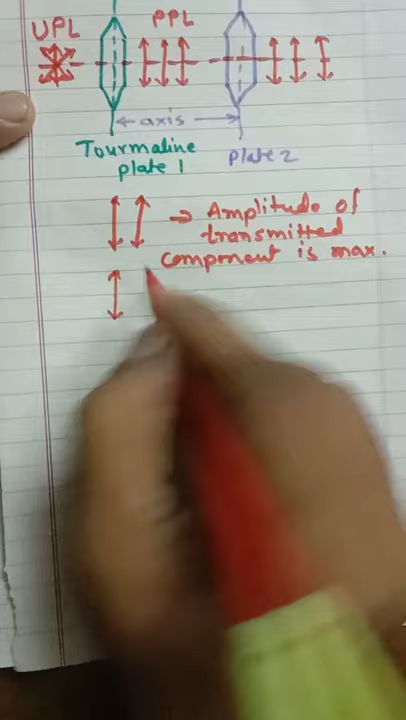 UPL PPL
← axis →
Tourmaline
plate 1
Plate 2
→ Amplitude of
transmitted
component is max.